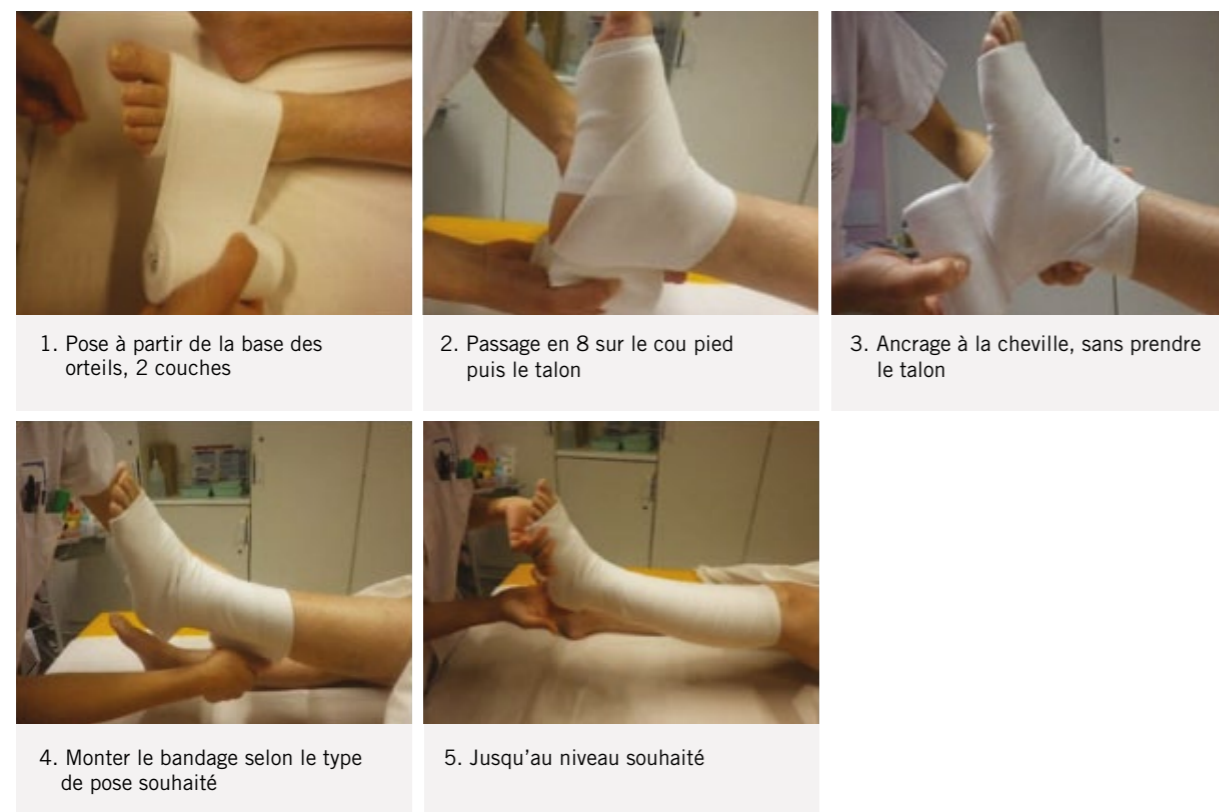 1. Pose à partir de la base des
orteils, 2 couches
2. Passage en 8 sur le cou pied
puis le talon
3. Ancrage à la cheville, sans prendre
le talon
4. Monter le bandage selon le type
de pose souhaité
5. Jusqu'au niveau souhaité